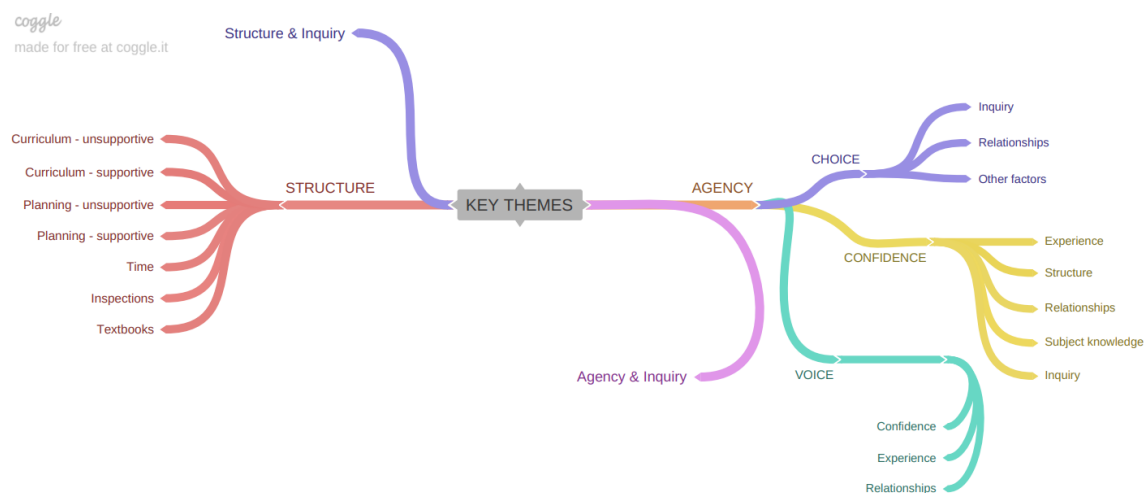 coggle
made for free at coggle.it
Structure & Inquiry
Curriculum - unsupportive
Curriculum - supportive
Planning - unsupportive
Planning - supportive
Time
Inspections
Textbooks
STRUCTURE
KEY THEMES
AGENCY
CHOICE
Inquiry
Relationships
Other factors
CONFIDENCE
Experience
Structure
Relationships
Subject knowledge
Inquiry
VOICE
Confidence
Experience
Relationships
Agency & Inquiry